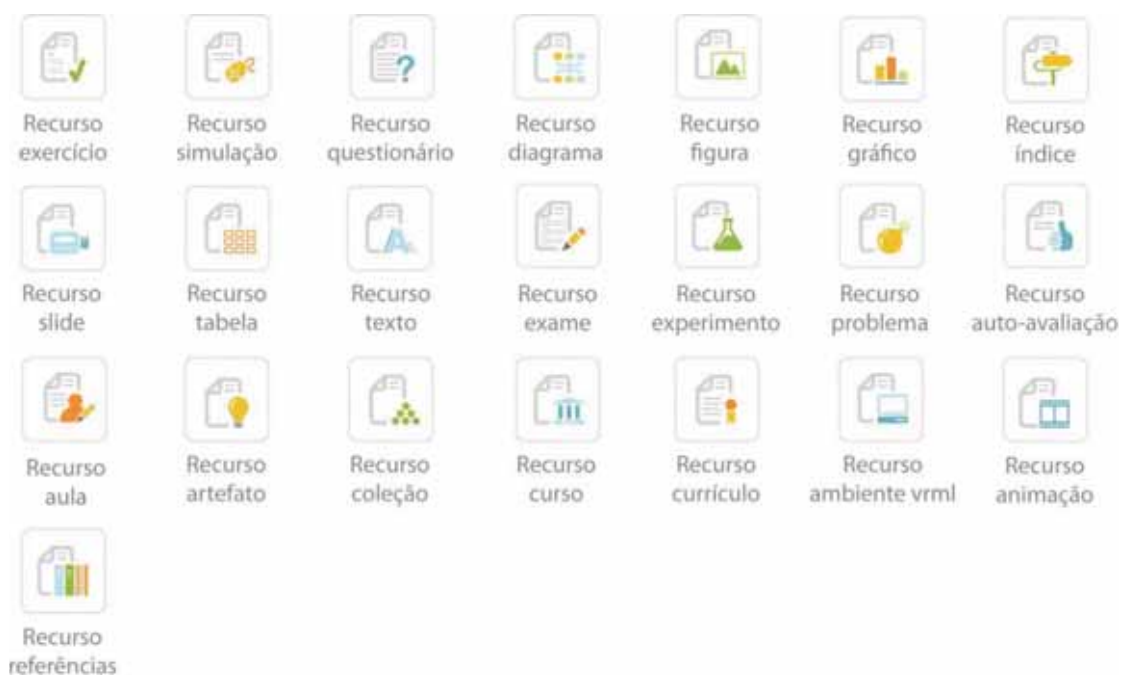 Recurso
exercício
Recurso
simulação
Recurso
questionário
Recurso
diagrama
Recurso
figura
Recurso
gráfico
Recurso
índice
Recurso
slide
Recurso
tabela
Recurso
texto
Recurso
exame
Recurso
experimento
Recurso
problema
Recurso
auto-avaliação
Recurso
aula
Recurso
artefato
Recurso
coleção
Recurso
curso
Recurso
currículo
Recurso
ambiente vrml
Recurso
animação
Recurso
referências